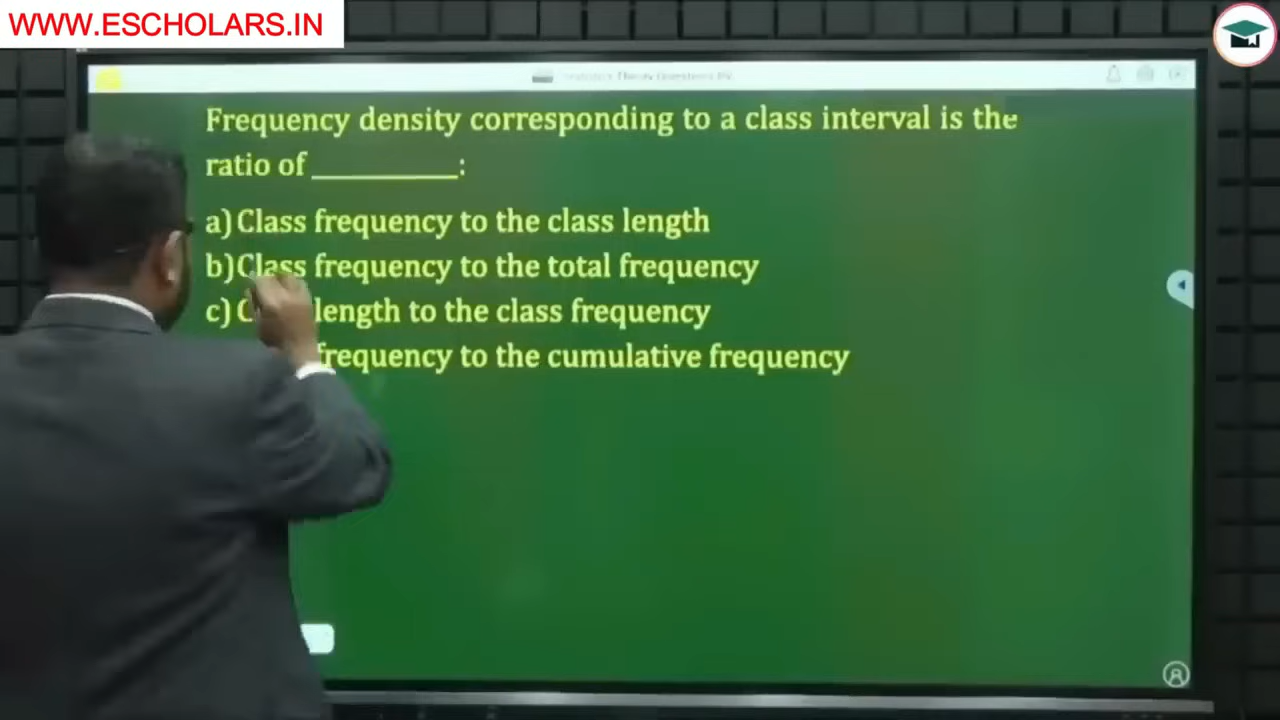 WWW.ESCHOLARS.IN
Frequency density corresponding to a class interval is the
ratio of __________:
a) Class frequency to the class length
b) Class frequency to the total frequency
c) length to the class frequency
frequency to the cumulative frequency